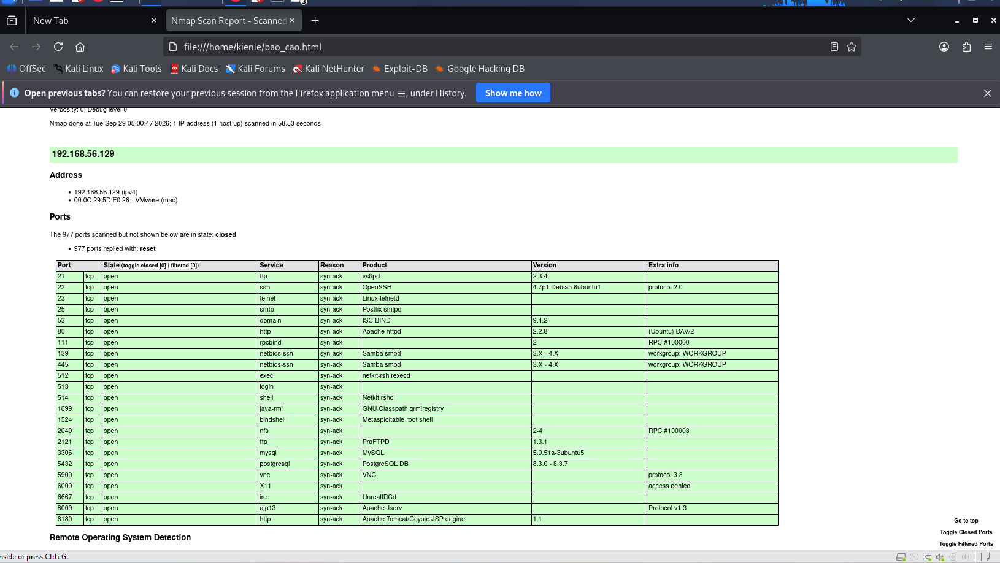 3
New Tab
Nmap Scan Report - Scanned
file:///home/kienle/bao_cao.html
OffSec Kali Linux Kali Tools Kali Docs Kali Forums Kali NetHunter Exploit-DB Google Hacking DB
Open previous tabs? You can restore your previous session from the Firefox application menu ☰, under History. Show me how
Verbosity: 0; Debug level 0
Nmap done at Tue Sep 29 05:00:47 2026; 1 IP address (1 host up) scanned in 58.53 seconds
192.168.56.129
Address
• 192.168.56.129 (ipv4)
• 00:0C:29:5D:F0:26 - VMware (mac)
Ports
The 977 ports scanned but not shown below are in state: closed
• 977 ports replied with: reset
Port State (toggle closed [0] | filtered [0]) Service Reason Product Version Extra info
21 tcp open ftp syn-ack vsftpd 2.3.4
22 tcp open ssh syn-ack OpenSSH 4.7p1 Debian 8ubuntu1 protocol 2.0
23 tcp open telnet syn-ack Linux telnetd
25 tcp open smtp syn-ack Postfix smtpd
53 tcp open domain syn-ack ISC BIND 9.4.2
80 tcp open http syn-ack Apache httpd 2.2.8 (Ubuntu) DAV/2
111 tcp open rpcbind syn-ack 2 RPC #100000
139 tcp open netbios-ssn syn-ack Samba smbd 3.X - 4.X workgroup: WORKGROUP
445 tcp open netbios-ssn syn-ack Samba smbd 3.X - 4.X workgroup: WORKGROUP
512 tcp open exec syn-ack netkit-rsh rexecd
513 tcp open login syn-ack
514 tcp open shell syn-ack Netkit rshd
1099 tcp open java-rmi syn-ack GNU Classpath grmiregistry
1524 tcp open bindshell syn-ack Metasploitable root shell
2049 tcp open nfs syn-ack 2-4 RPC #100003
2121 tcp open ftp syn-ack ProFTPD 1.3.1
3306 tcp open mysql syn-ack MySQL 5.0.51a-3ubuntu5
5432 tcp open postgresql syn-ack PostgreSQL DB 8.3.0 - 8.3.7
5900 tcp open vnc syn-ack VNC protocol 3.3
6000 tcp open X11 syn-ack access denied
6667 tcp open irc syn-ack UnrealIRCd
8009 tcp open ajp13 syn-ack Apache Jserv Protocol v1.3
8180 tcp open http syn-ack Apache Tomcat/Coyote JSP engine 1.1
Remote Operating System Detection
Go to top
Toggle Closed Ports
Toggle Filtered Ports
nside or press Ctrl+G.